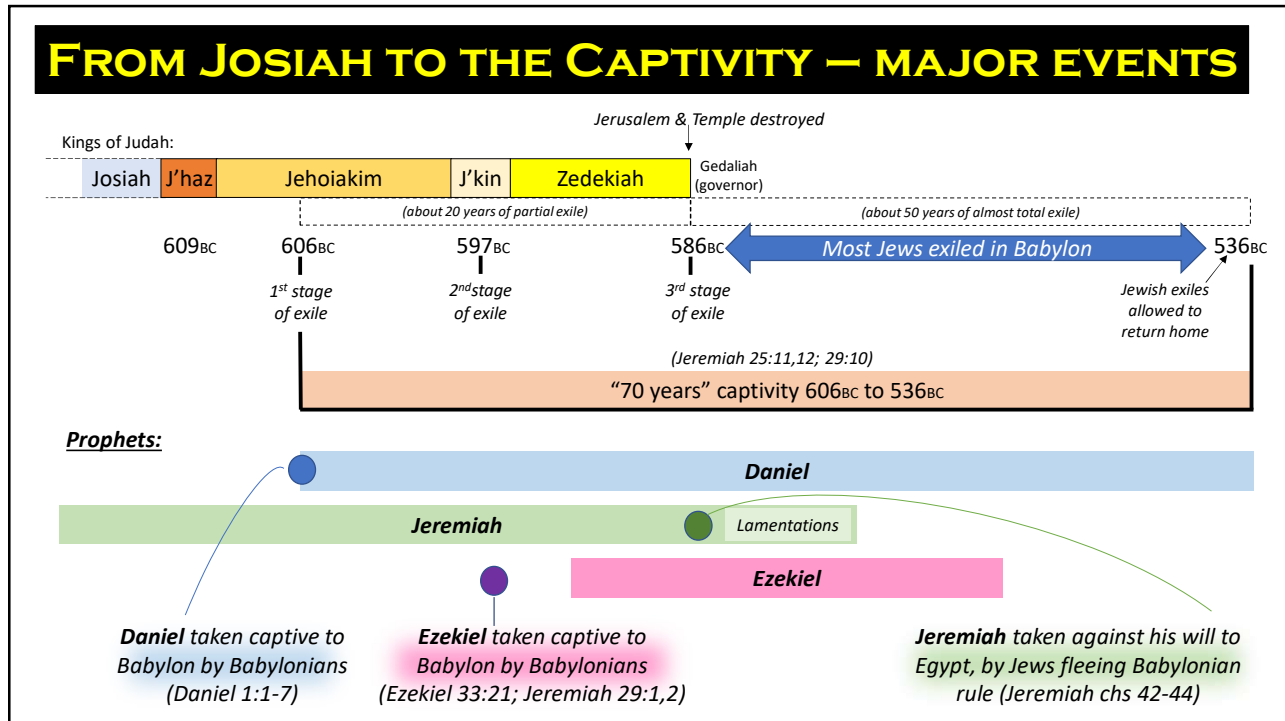 FROM JOSIAH TO THE CAPTIVITY — MAJOR EVENTS
Jerusalem & Temple destroyed
Kings of Judah:
Josiah J'haz Jehoiakim J'kin Zedekiah
Gedaliah
(governor)
(about 20 years of partial exile) (about 50 years of almost total exile)
609BC 606BC 597BC 586BC Most Jews exiled in Babylon 536BC
1st stage
of exile
2nd stage
of exile
3rd stage
of exile
Jewish exiles
allowed to
return home
(Jeremiah 25:11,12; 29:10)
"70 years" captivity 606BC to 536BC
Prophets:
Daniel
Jeremiah Lamentations
Ezekiel
Daniel taken captive to
Babylon by Babylonians
(Daniel 1:1-7)
Ezekiel taken captive to
Babylon by Babylonians
(Ezekiel 33:21; Jeremiah 29:1,2)
Jeremiah taken against his will to
Egypt, by Jews fleeing Babylonian
rule (Jeremiah chs 42-44)